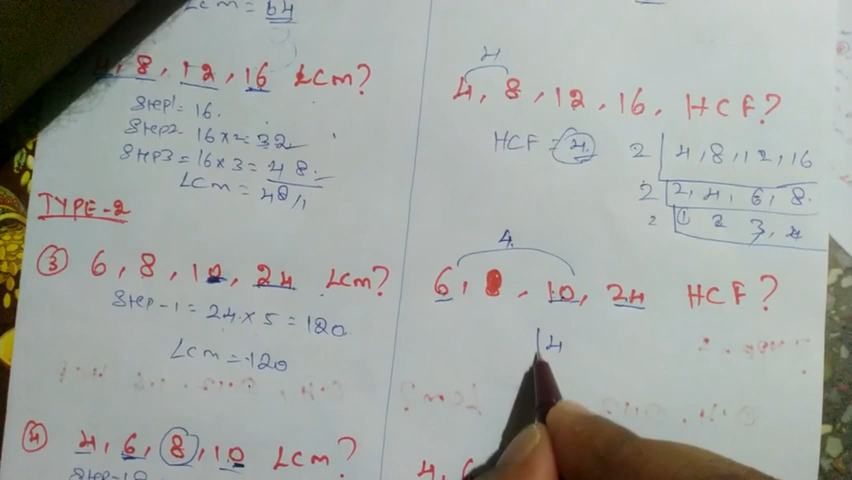 LCM = 64
4, 8, 12, 16 LCM?
Step1 = 16.
Step2 16×2=32
Step3 = 16×3=48.
LCM = 48//
TYPE-2
③ 6, 8, 10, 24 LCM?
Step-1 = 24×5=120
LCM=120
④ 4, 6, 8, 10 LCM?
4
4, 8, 12, 16, HCF?
HCF = 4.
2 4, 8, 12, 16
2 2, 4, 6, 8.
2 1 2 3, 4
4
6, 8, 10, 24 HCF?
4
4, 6